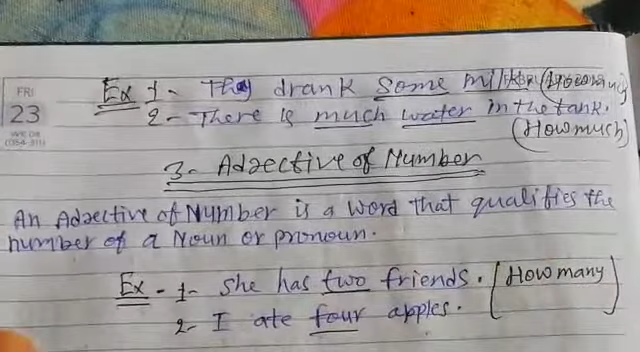 FRI
23
Ex 1- They drank some milk
2- There is much water in the tank.
(How much)
3- Adjective of Number
An Adjective of Number is a word that qualifies the
number of a Noun or pronoun.
Ex - 1- she has two friends. (How many)
2- I ate four apples.